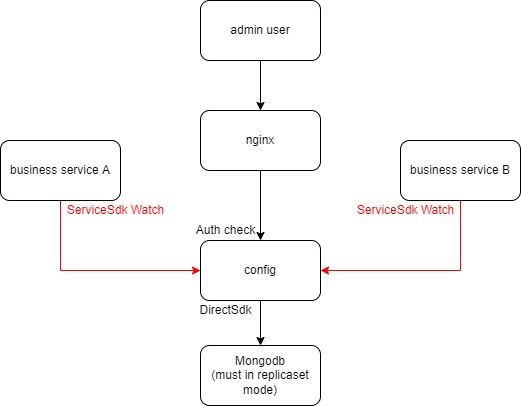 admin user
nginx
business service A
business service B
ServiceSdk Watch
ServiceSdk Watch
Auth check
config
DirectSdk
Mongodb
(must in replicaset
mode)